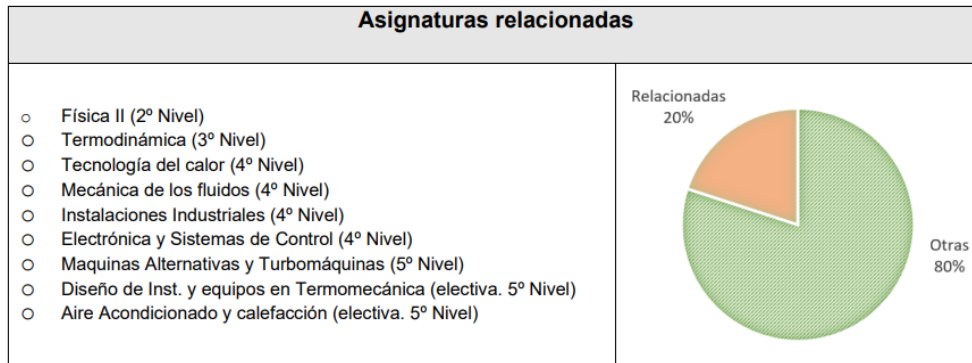 Asignaturas relacionadas
o Física II (2º Nivel)
o Termodinámica (3º Nivel)
o Tecnología del calor (4º Nivel)
o Mecánica de los fluidos (4º Nivel)
o Instalaciones Industriales (4º Nivel)
o Electrónica y Sistemas de Control (4º Nivel)
o Maquinas Alternativas y Turbomáquinas (5º Nivel)
o Diseño de Inst. y equipos en Termomecánica (electiva. 5º Nivel)
o Aire Acondicionado y calefacción (electiva. 5º Nivel)
Relacionadas
20%
Otras
80%